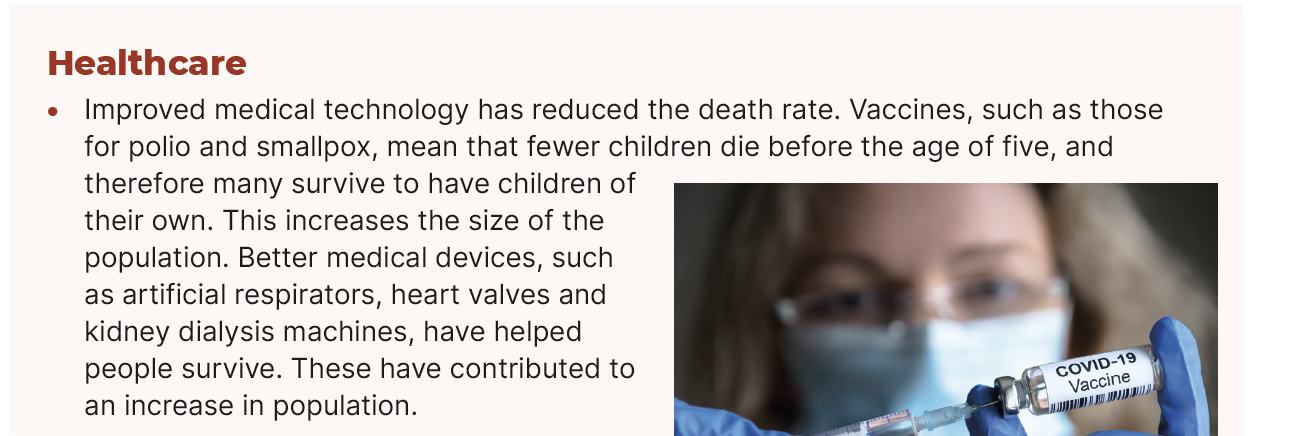 Healthcare
• Improved medical technology has reduced the death rate. Vaccines, such as those
for polio and smallpox, mean that fewer children die before the age of five, and
therefore many survive to have children of
their own. This increases the size of the
population. Better medical devices, such
as artificial respirators, heart valves and
kidney dialysis machines, have helped
people survive. These have contributed to
an increase in population.
COVID-19
Vaccine